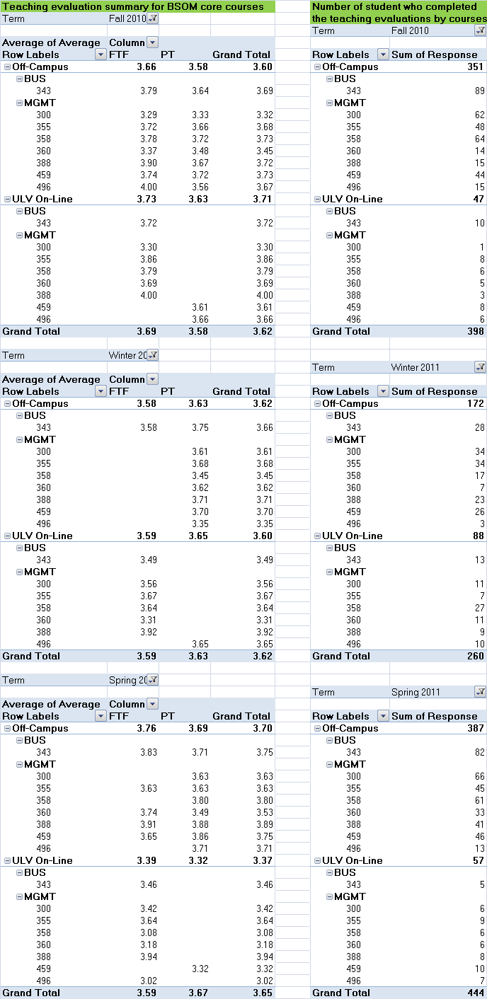 Teaching evaluation summary for BSOM core courses
Term Fall 2010
Average of Average Column
Row Labels FTF PT Grand Total
Off-Campus 3.66 3.58 3.60
BUS
343 3.79 3.64 3.69
MGMT
300 3.29 3.33 3.32
355 3.72 3.66 3.68
358 3.78 3.72 3.73
360 3.37 3.48 3.45
388 3.90 3.67 3.72
459 3.74 3.72 3.73
496 4.00 3.56 3.67
ULV On-Line 3.73 3.63 3.71
BUS
343 3.72 3.72
MGMT
300 3.30 3.30
355 3.86 3.86
358 3.79 3.79
360 3.69 3.69
388 4.00 4.00
459 3.61 3.61
496 3.66 3.66
Grand Total 3.69 3.58 3.62
Term Winter 20
Average of Average Column
Row Labels FTF PT Grand Total
Off-Campus 3.58 3.63 3.62
BUS
343 3.58 3.75 3.66
MGMT
300 3.61 3.61
355 3.68 3.68
358 3.45 3.45
360 3.62 3.62
388 3.71 3.71
459 3.70 3.70
496 3.35 3.35
ULV On-Line 3.59 3.65 3.60
BUS
343 3.49 3.49
MGMT
300 3.56 3.56
355 3.67 3.67
358 3.64 3.64
360 3.31 3.31
388 3.92 3.92
496 3.65 3.65
Grand Total 3.59 3.63 3.62
Term Spring 20
Average of Average Column
Row Labels FTF PT Grand Total
Off-Campus 3.76 3.69 3.70
BUS
343 3.83 3.71 3.75
MGMT
300 3.63 3.63
355 3.63 3.63 3.63
358 3.80 3.80
360 3.74 3.49 3.53
388 3.91 3.88 3.89
459 3.65 3.86 3.75
496 3.71 3.71
ULV On-Line 3.39 3.32 3.37
BUS
343 3.46 3.46
MGMT
300 3.42 3.42
355 3.64 3.64
358 3.08 3.08
360 3.18 3.18
388 3.94 3.94
459 3.32 3.32
496 3.02 3.02
Grand Total 3.59 3.67 3.65
Number of student who completed
the teaching evaluations by courses
Term Fall 2010
Row Labels Sum of Response
Off-Campus 351
BUS
343 89
MGMT
300 62
355 48
358 64
360 14
388 15
459 44
496 15
ULV On-Line 47
BUS
343 10
MGMT
300 1
355 8
358 6
360 5
388 3
459 8
496 6
Grand Total 398
Term Winter 2011
Row Labels Sum of Response
Off-Campus 172
BUS
343 28
MGMT
300 34
355 34
358 17
360 7
388 23
459 26
496 3
ULV On-Line 88
BUS
343 13
MGMT
300 11
355 7
358 27
360 11
388 9
496 10
Grand Total 260
Term Spring 2011
Row Labels Sum of Response
Off-Campus 387
BUS
343 82
MGMT
300 66
355 45
358 61
360 33
388 41
459 46
496 13
ULV On-Line 57
BUS
343 5
MGMT
300 6
355 9
358 6
360 6
388 8
459 10
496 7
Grand Total 444